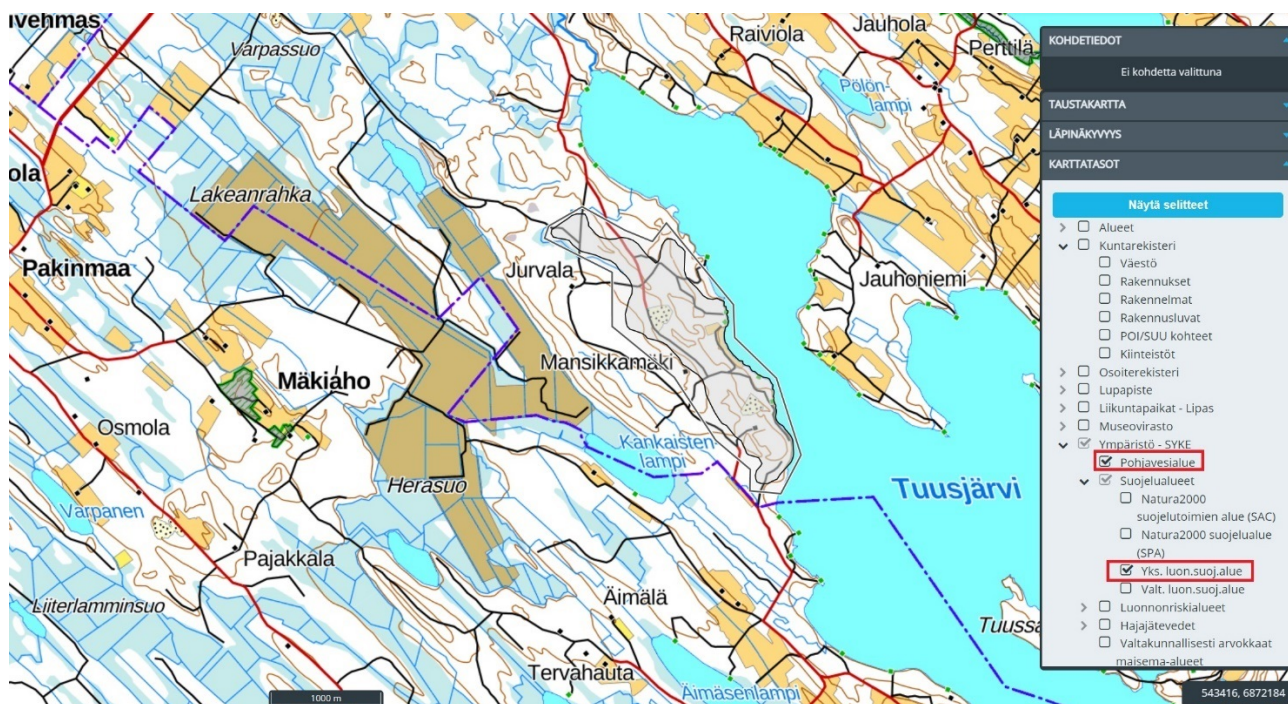 ivehmas
Varpassuo
Raiviola
Jauhola
Perttilä
Pölön-
lampi
ola
Lakeanrahka
Pakinmaa
Jurvala
Jauhoniemi
Mansikkamäki
Mäkiaho
Osmola
Kankaisten-
lampi
Herasuo
Tuusjärvi
Varpanen
Pajakkala
Äimälä
Liiterlamminsuo
Tuussa
Tervahauta
Äimäsenlampi
1000 m
KOHDETIEDOT
Ei kohdetta valittuna
TAUSTAKARTTA
LÄPINÄKYVYYS
KARTTATASOT
Näytä selitteet
Alueet
Kuntarekisteri
Väestö
Rakennukset
Rakennelmat
Rakennusluvat
POI/SUU kohteet
Kiinteistöt
Osoiterekisteri
Lupapiste
Liikuntapaikat - Lipas
Museovirasto
Ympäristö - SYKE
Pohjavesialue
Suojelualueet
Natura2000
suojelutoimien alue (SAC)
Natura2000 suojelualue
(SPA)
Yks. luon.suoj.alue
Valt. luon.suoj.alue
Luonnonriskialueet
Hajajätevedet
Valtakunnallisesti arvokkaat
maisema-alueet
543416, 6872184